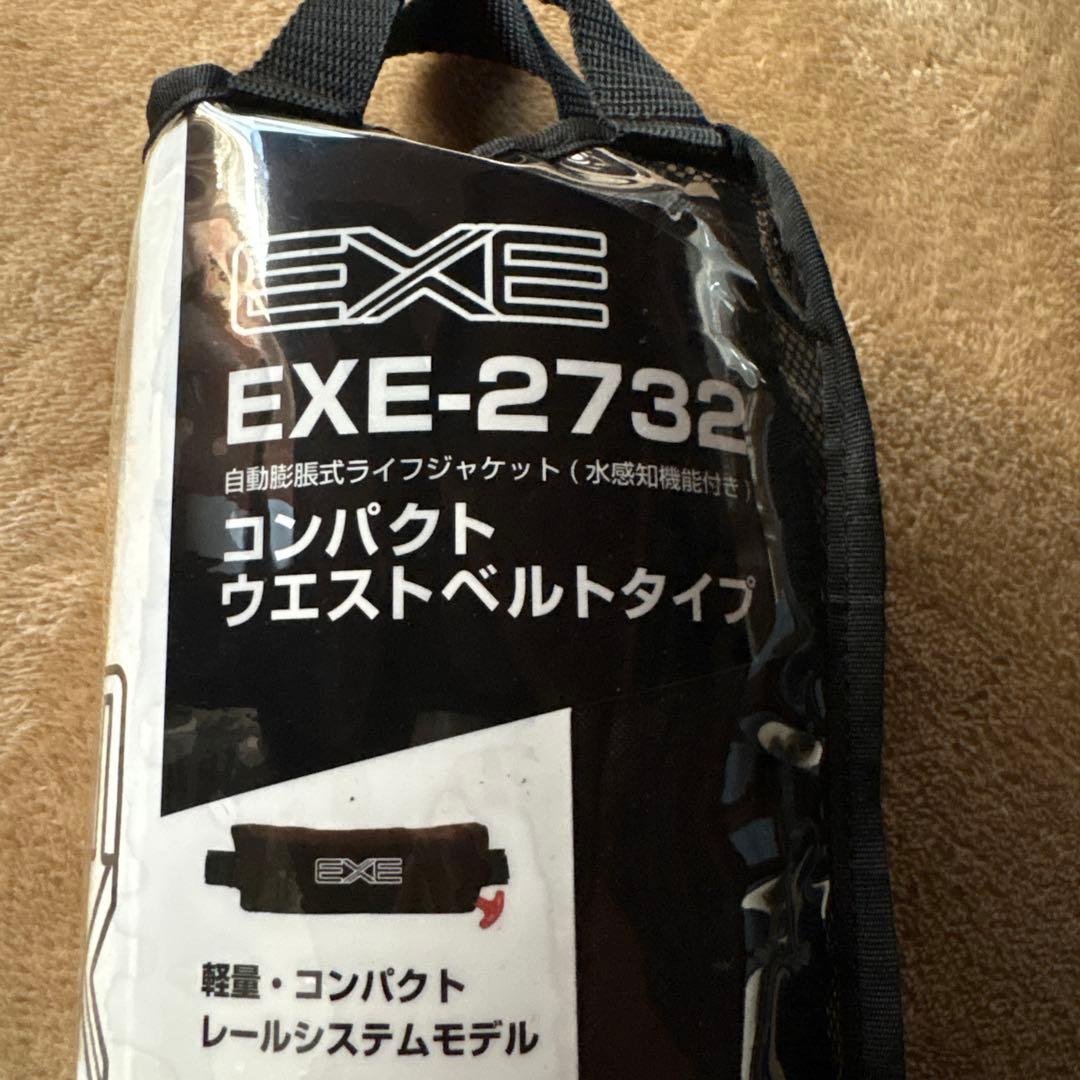 EXE
EXE-2732
自動膨脹式ライフジャケット(水感知機能付き)
コンパクト
ウエストベルトタイプ
EXE
軽量・コンパクト
レールシステムモデル